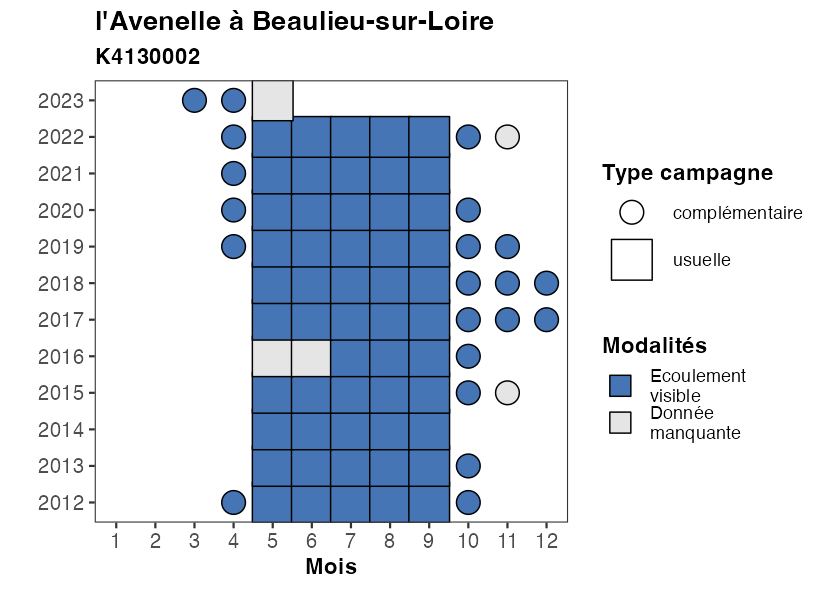 l'Avenelle à Beaulieu-sur-Loire
K4130002
2023
2022
2021
2020
2019
2018
2017
2016
2015
2014
2013
2012
1 2 3 4 5 6 7 8 9 10 11 12
Mois
Type campagne
complémentaire
usuelle
Modalités
Ecoulement
visible
Donnée
manquante